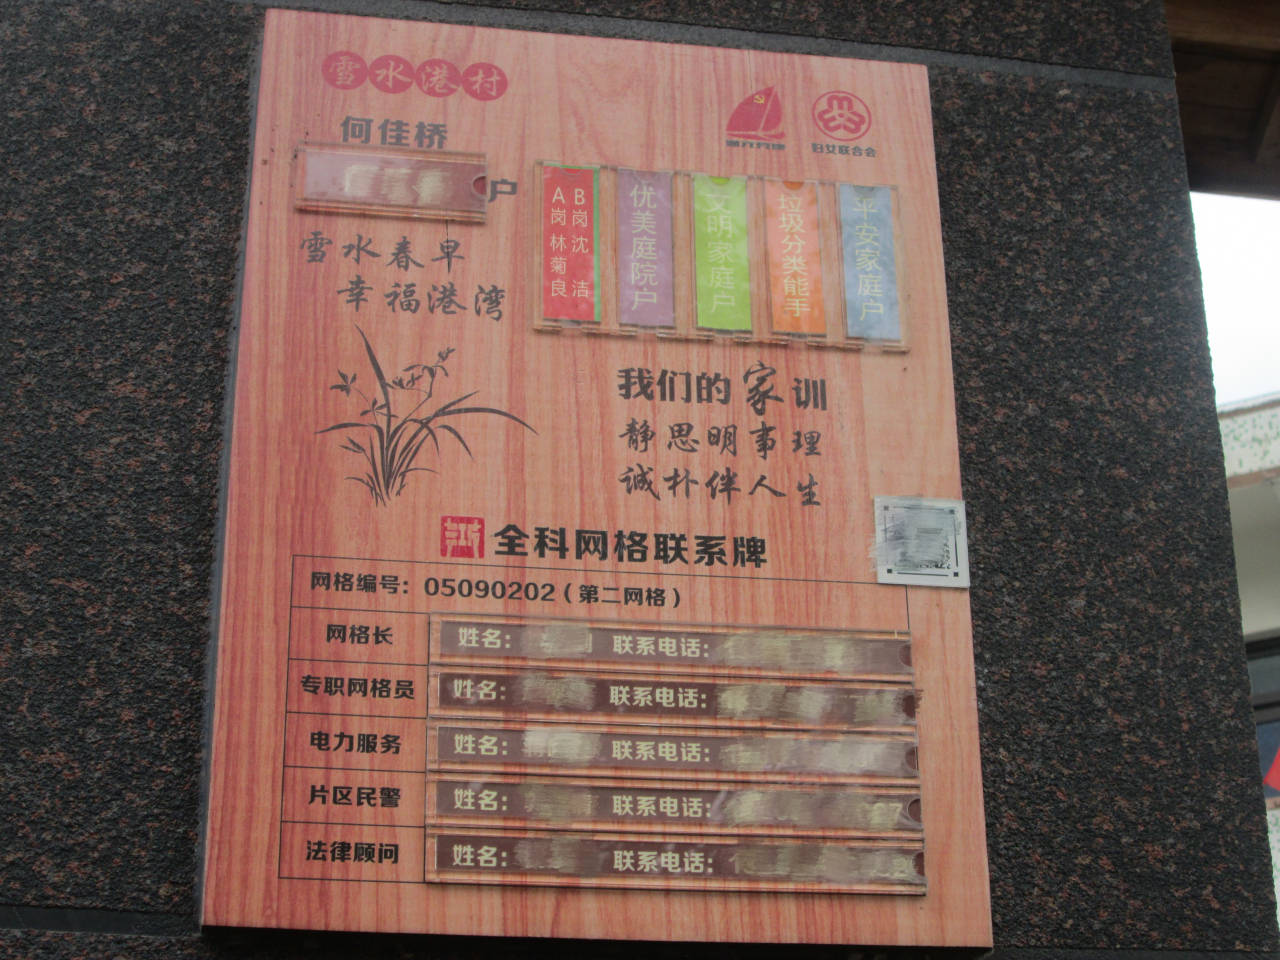 雪水港村
何佳桥
妇女联合会
户
A岗林菊良
B岗沈洁
优美庭院户
文明家庭户
垃圾分类能手
平安家庭户
雪水春早
幸福港湾
我们的家训
静思明事理
诚朴伴人生
全科网格联系牌
网格编号：05090202（第二网格）
网格长 姓名： 联系电话：
专职网格员 姓名： 联系电话：
电力服务 姓名： 联系电话：
片区民警 姓名： 联系电话：
法律顾问 姓名： 联系电话：